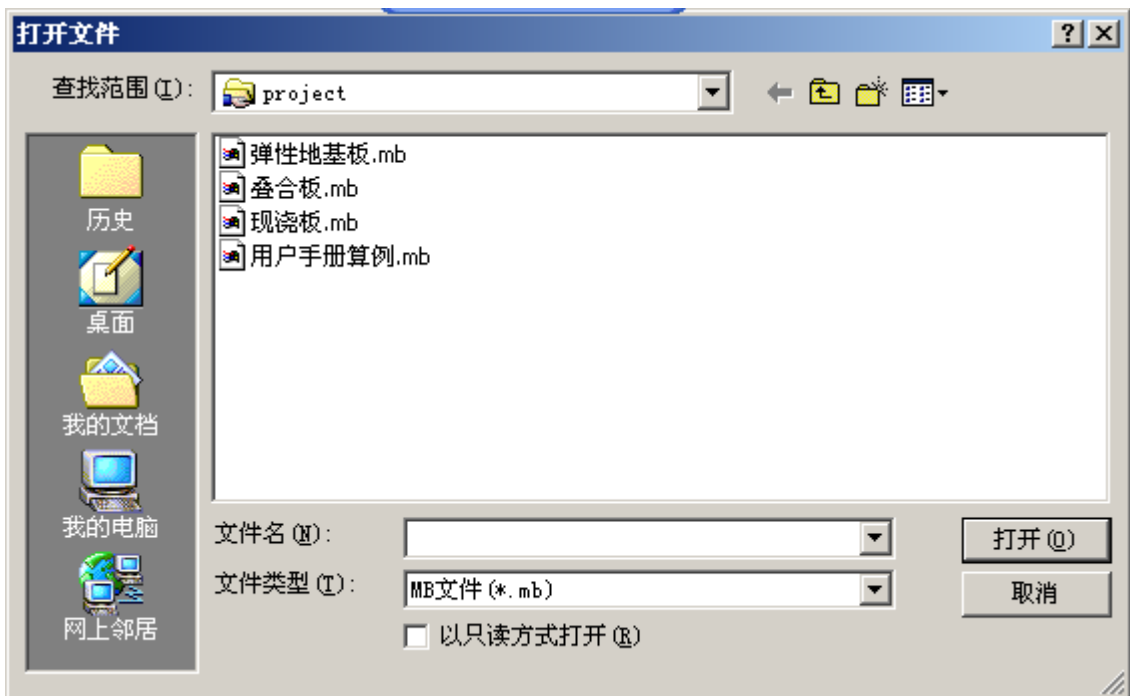 打开文件
查找范围(I):
project
历史
桌面
我的文档
我的电脑
网上邻居
弹性地基板.mb
叠合板.mb
现浇板.mb
用户手册算例.mb
文件名(N):
打开(O)
文件类型(T):
MB文件(*.mb)
取消
以只读方式打开(R)